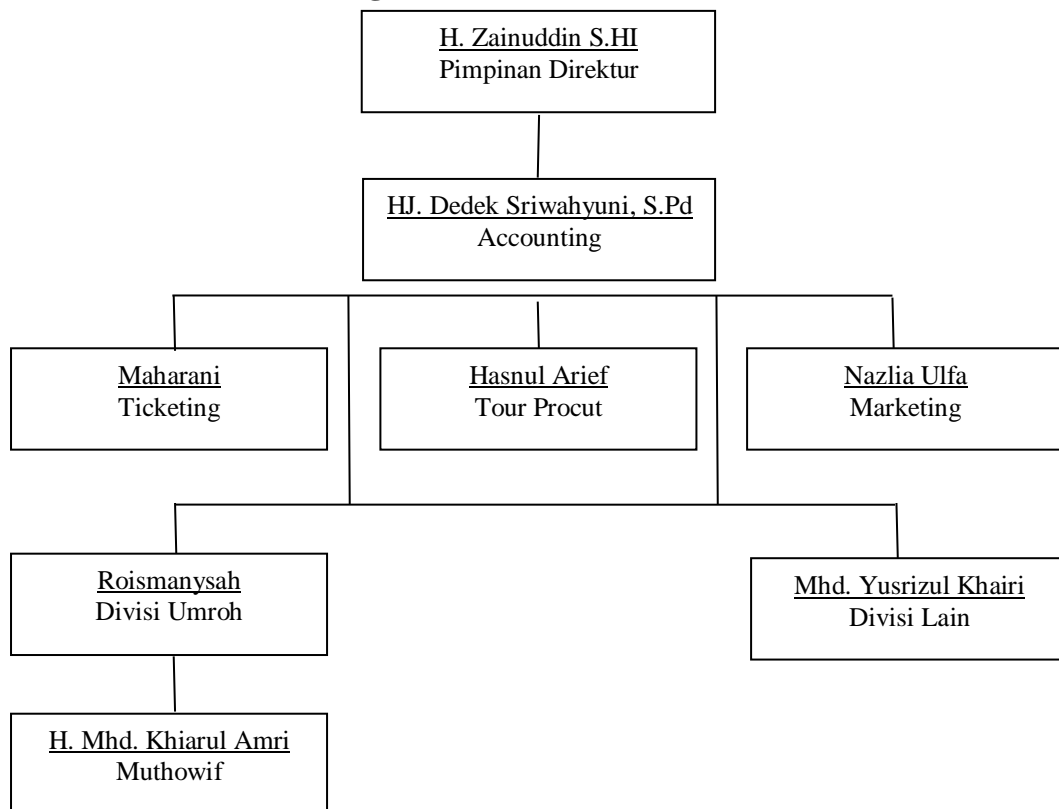 H. Zainuddin S.HI
Pimpinan Direktur
HJ. Dedek Sriwahyuni, S.Pd
Accounting
Maharani
Ticketing
Hasnul Arief
Tour Procut
Nazlia Ulfa
Marketing
Roismanysah
Divisi Umroh
Mhd. Yusrizul Khairi
Divisi Lain
H. Mhd. Khiarul Amri
Muthowif